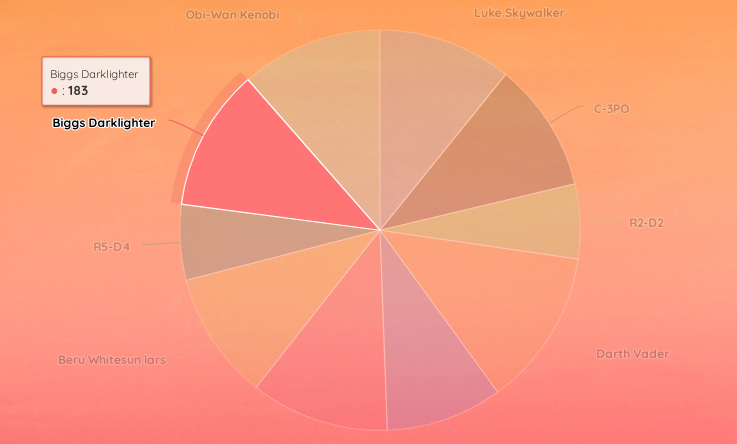 Obi-Wan Kenobi
Luke Skywalker
Biggs Darklighter
: 183
Biggs Darklighter
C-3PO
R2-D2
R5-D4
Darth Vader
Beru Whitesun lars